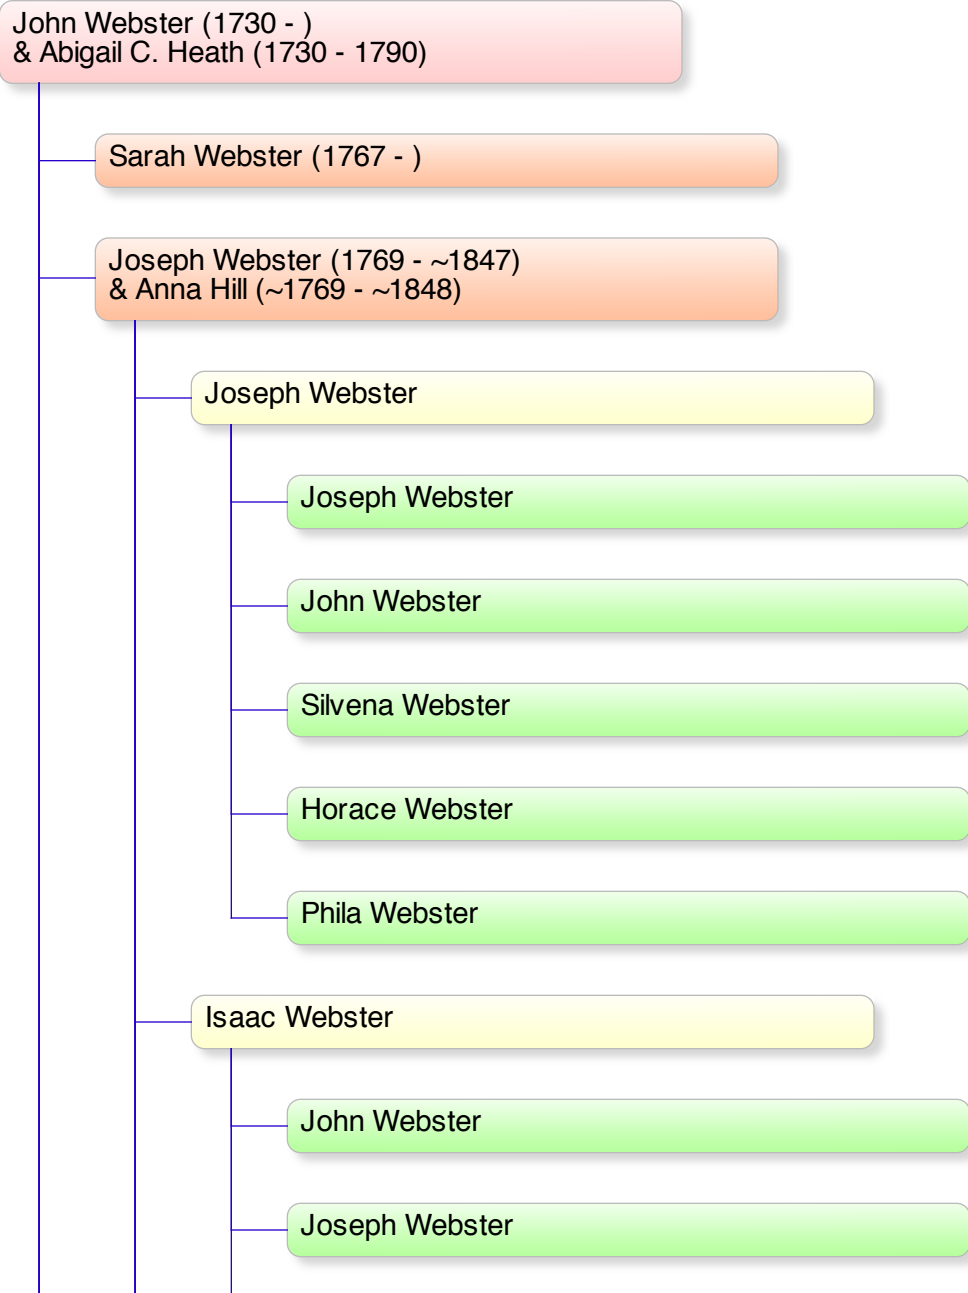 John Webster (1730 - )
& Abigail C. Heath (1730 - 1790)
Sarah Webster (1767 - )
Joseph Webster (1769 - ~1847)
& Anna Hill (~1769 - ~1848)
Joseph Webster
Joseph Webster
John Webster
Silvena Webster
Horace Webster
Phila Webster
Isaac Webster
John Webster
Joseph Webster